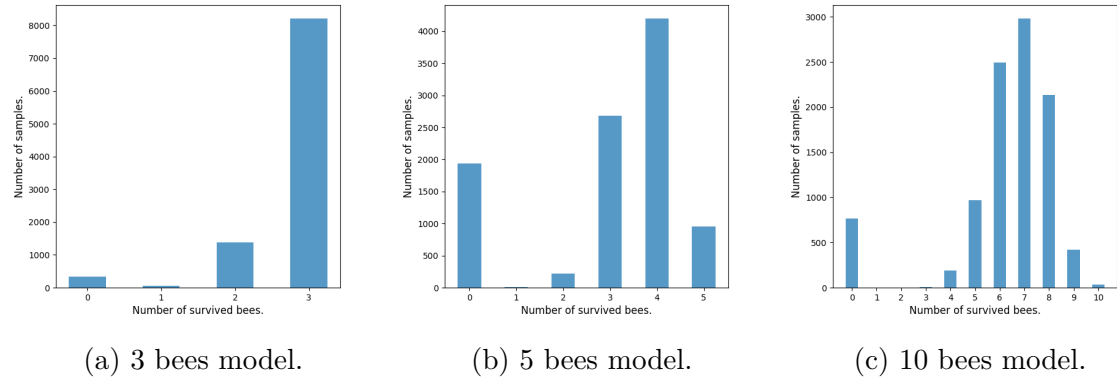 8000
7000
6000
5000
4000
3000
2000
1000
0
Number of samples.
0 1 2 3
Number of survived bees.
(a) 3 bees model.
4000
3500
3000
2500
2000
1500
1000
500
0
Number of samples.
0 1 2 3 4 5
Number of survived bees.
(b) 5 bees model.
3000
2500
2000
1500
1000
500
0
Number of samples.
0 1 2 3 4 5 6 7 8 9 10
Number of survived bees.
(c) 10 bees model.